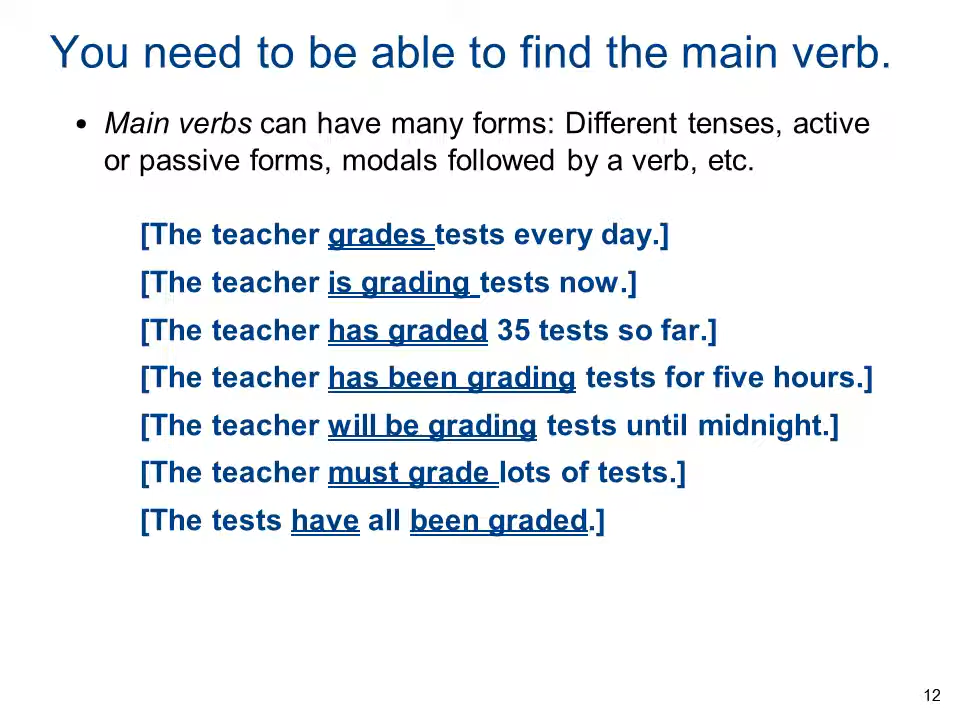 You need to be able to find the main verb.
• Main verbs can have many forms: Different tenses, active
or passive forms, modals followed by a verb, etc.
[The teacher grades tests every day.]
[The teacher is grading tests now.]
[The teacher has graded 35 tests so far.]
[The teacher has been grading tests for five hours.]
[The teacher will be grading tests until midnight.]
[The teacher must grade lots of tests.]
[The tests have all been graded.]
12